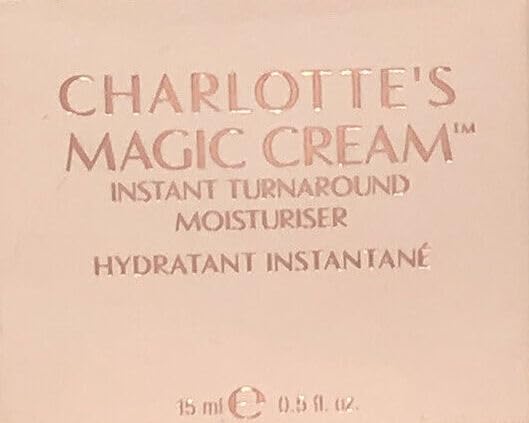 CHARLOTTE'S
MAGIC CREAM™
INSTANT TURNAROUND
MOISTURISER
HYDRATANT INSTANTANÉ
15 ml ℮ 0.5 fl. oz.